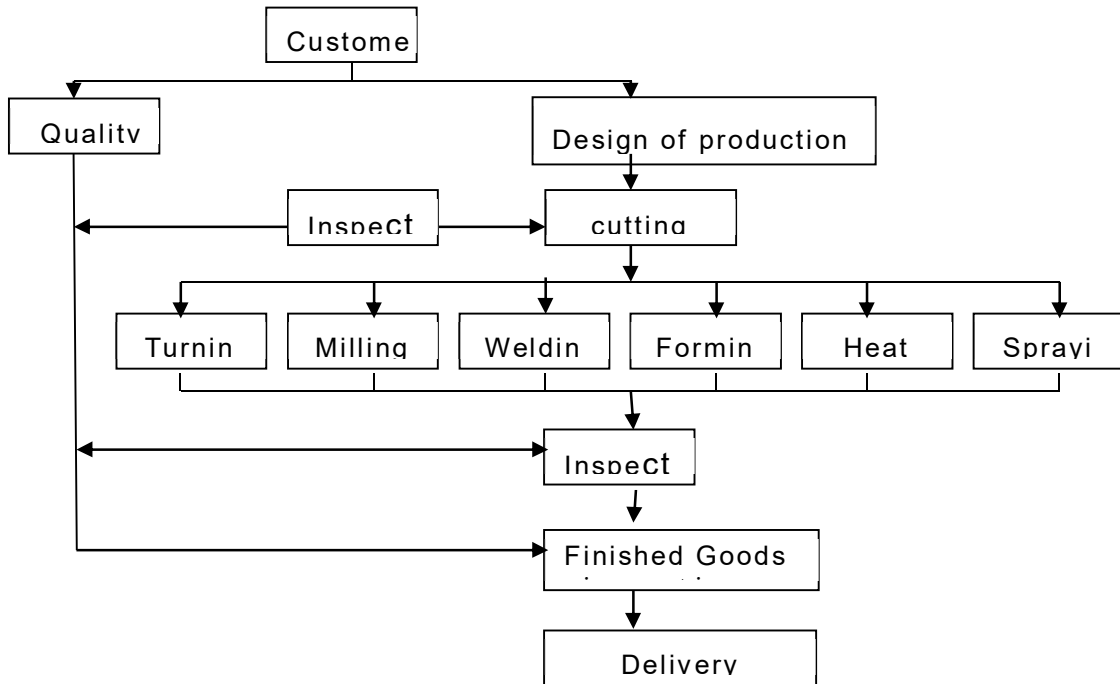 Custome
Quality
Design of production
Inspect
cutting
Turnin
Milling
Weldin
Formin
Heat
Sprayi
Inspect
Finished Goods
Delivery